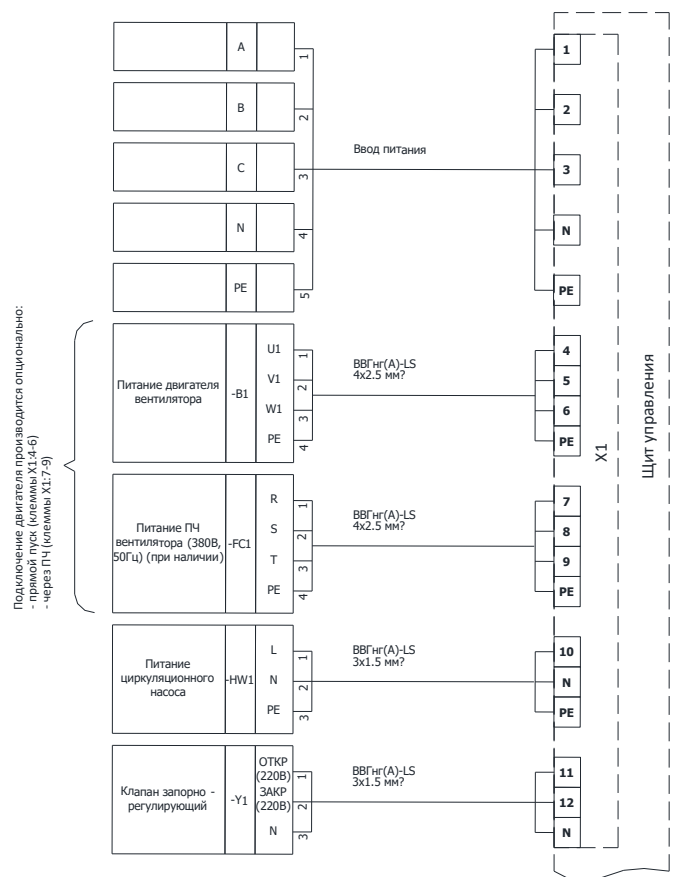 A
1
1
B
2
2
C
3
Ввод питания
3
N
4
N
PE
5
PE
Подключение двигателя производится опционально:
- прямой пуск (клеммы X1:4-6)
- через ПЧ (клеммы X1:7-9)
Питание двигателя
вентилятора
-B1
U1
V1
W1
PE
1
2
3
4
ВВГнг(А)-LS
4x2.5 мм?
4
5
6
PE
X1
Щит управления
Питание ПЧ
вентилятора (380В,
50Гц) (при наличии)
-FC1
R
S
T
PE
1
2
3
4
ВВГнг(А)-LS
4x2.5 мм?
7
8
9
PE
Питание
циркуляционного
насоса
-HW1
L
N
PE
1
2
3
ВВГнг(А)-LS
3x1.5 мм?
10
N
PE
Клапан запорно -
регулирующий
-Y1
ОТКР
(220В)
ЗАКР
(220В)
N
1
2
3
ВВГнг(А)-LS
3x1.5 мм?
11
12
N